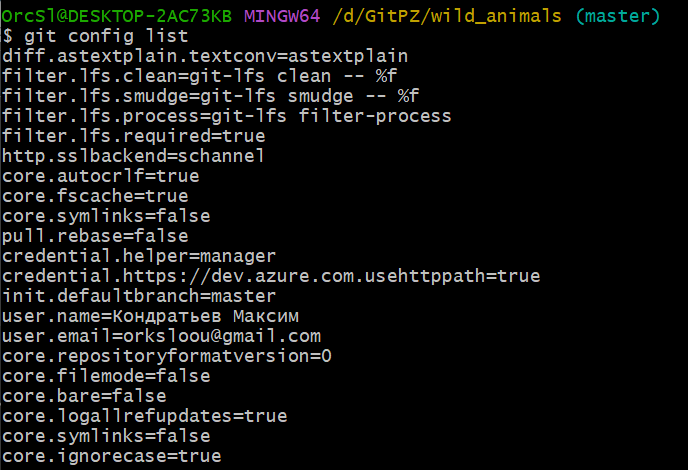 OrcSl@DESKTOP-2AC73KB MINGW64 /d/GitPZ/wild_animals (master)
$ git config list
diff.astextplain.textconv=astextplain
filter.lfs.clean=git-lfs clean -- %f
filter.lfs.smudge=git-lfs smudge -- %f
filter.lfs.process=git-lfs filter-process
filter.lfs.required=true
http.sslbackend=schannel
core.autocrlf=true
core.fscache=true
core.symlinks=false
pull.rebase=false
credential.helper=manager
credential.https://dev.azure.com.usehttppath=true
init.defaultbranch=master
user.name=Кондратьев Максим
user.email=orksloou@gmail.com
core.repositoryformatversion=0
core.filemode=false
core.bare=false
core.logallrefupdates=true
core.symlinks=false
core.ignorecase=true